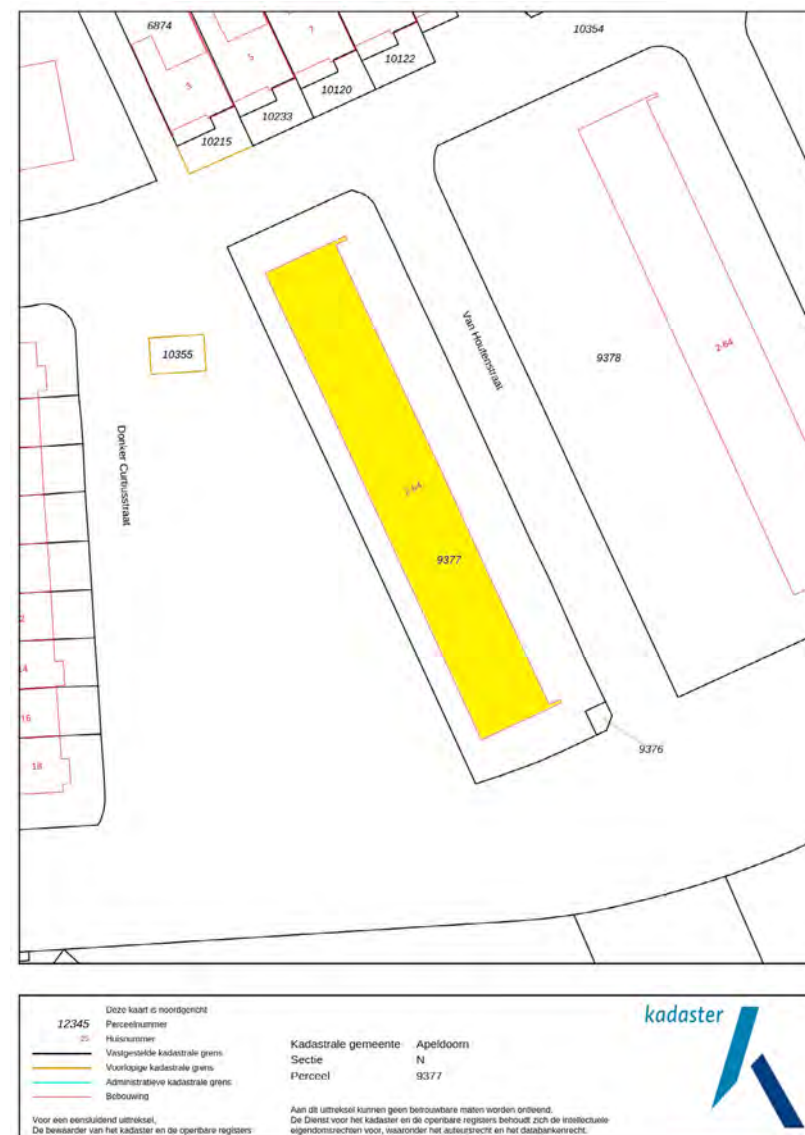 6874
10354
5
5
7
10122
10120
10233
10215
10355
Van Houtenstraat
9378
2-64
Donker Curtiusstraat
2-64
9377
2
14
16
18
9376
Deze kaart is noordgericht
12345 Perceelnummer
25 Huisnummer
Vastgestelde kadastrale grens
Voorlopige kadastrale grens
Administratieve kadastrale grens
Bebouwing
Voor een eensluidend uittreksel,
De bewaarder van het kadaster en de openbare registers
Kadastrale gemeente Apeldoorn
Sectie N
Perceel 9377
Aan dit uittreksel kunnen geen betrouwbare maten worden ontleend.
De Dienst voor het kadaster en de openbare registers behoudt zich de intellectuele
eigendomsrechten voor, waaronder het auteursrecht en het databankenrecht.
kadaster